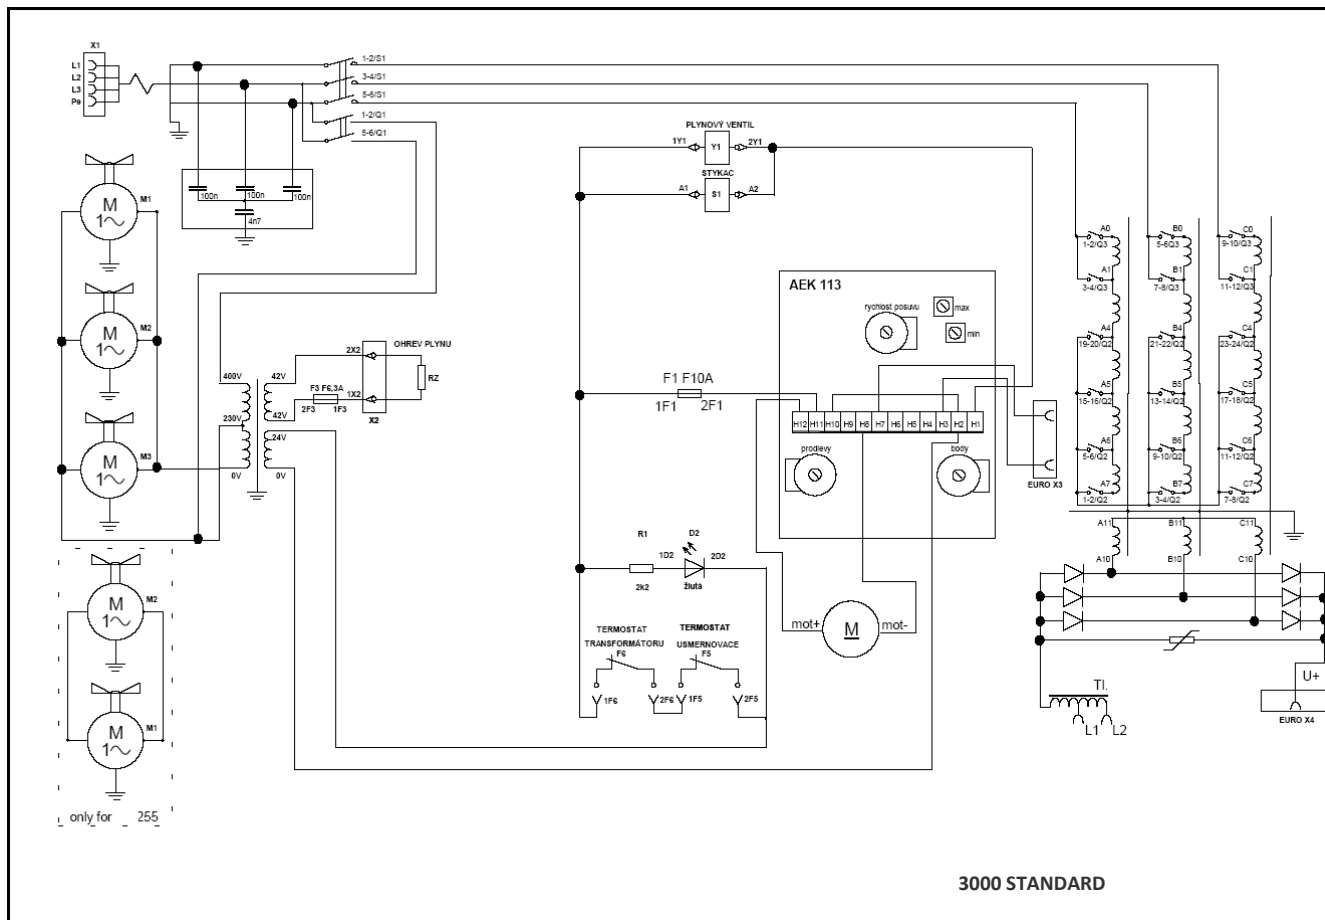 X1
L1
L2
L3
Pe
1-2/S1
3-4/S1
5-6/S1
1-2/Q1
5-6/Q1
100n
100n
100n
4n7
M
1
M1
M
1
M2
M
1
M3
M
1
M2
M
1
M1
only for 255
400V
230V
0V
42V
42V
24V
0V
2X2
OHREV PLYNU
F3 F6,3A
2F3
1F3
1X2
X2
RZ
PLYNOVÝ VENTIL
1Y1
Y1
2Y1
STYKAC
A1
S1
A2
AEK 113
rychlost posuvu
max
min
F1 F10A
1F1
2F1
H12
H11
H10
H9
H8
H7
H6
H5
H4
H3
H2
H1
prodlevy
body
EURO X3
R1
2k2
1D2
D2
2D2
žlutá
TERMOSTAT
TRANSFORMÁTORU
F6
TERMOSTAT
USMERNOVACE
F5
1F6
2F6
1F5
2F5
mot+
M
mot-
A0
1-2/Q3
A1
3-4/Q3
A4
19-20/Q2
A5
15-16/Q2
A6
5-6/Q2
A7
1-2/Q2
B0
5-6Q3
B1
7-8/Q3
B4
21-22/Q2
B5
13-14/Q2
B6
9-10/Q2
B7
3-4/Q2
C0
9-10/Q3
C1
11-12/Q3
C4
23-24/Q2
C5
17-18/Q2
C6
11-12/Q2
C7
7-8/Q2
A11
A10
B11
B10
C11
C10
Tl.
L1
L2
U+
EURO X4
3000 STANDARD